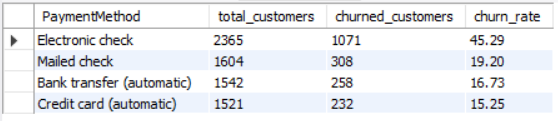 PaymentMethod total_customers churned_customers churn_rate
Electronic check 2365 1071 45.29
Mailed check 1604 308 19.20
Bank transfer (automatic) 1542 258 16.73
Credit card (automatic) 1521 232 15.25